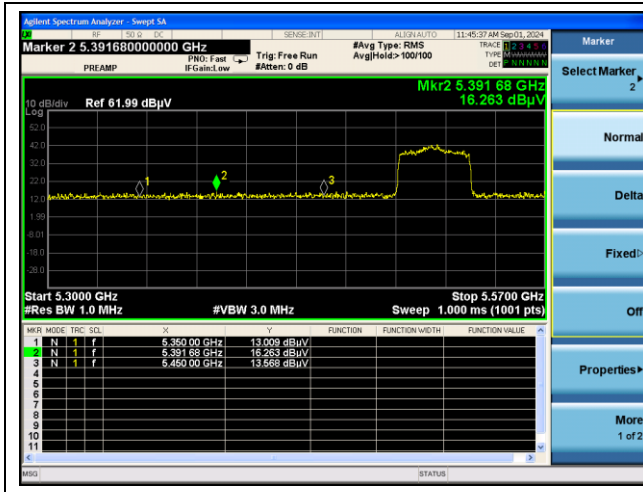 Agilent Spectrum Analyzer - Swept SA
RF 50 Ω DC SENSE:INT ALIGN AUTO 11:45:37 AM Sep 01, 2024
Marker 2 5.391680000000 GHz
PREAMP
PNO: Fast
IFGain:Low
Trig: Free Run
#Atten: 0 dB
#Avg Type: RMS
Avg|Hold:>100/100
TRACE 1 2 3 4 5 6
TYPE MWWWWW
DET P N N N N N
Mkr2 5.391 68 GHz
16.263 dBµV
10 dB/div Ref 61.99 dBµV
Log
52.0
42.0
32.0
22.0
12.0
1.99
-8.01
-18.0
-28.0
1
2
3
Start 5.3000 GHz Stop 5.5700 GHz
#Res BW 1.0 MHz #VBW 3.0 MHz Sweep 1.000 ms (1001 pts)
MKR MODE TRC SCL X Y FUNCTION FUNCTION WIDTH FUNCTION VALUE
1 N 1 f 5.350 00 GHz 13.009 dBµV
2 N 1 f 5.391 68 GHz 16.263 dBµV
3 N 1 f 5.450 00 GHz 13.568 dBµV
4
5
6
7
8
9
10
11
MSG STATUS
Marker
Select Marker
2
Normal
Delta
Fixed
Off
Properties
More
1 of 2